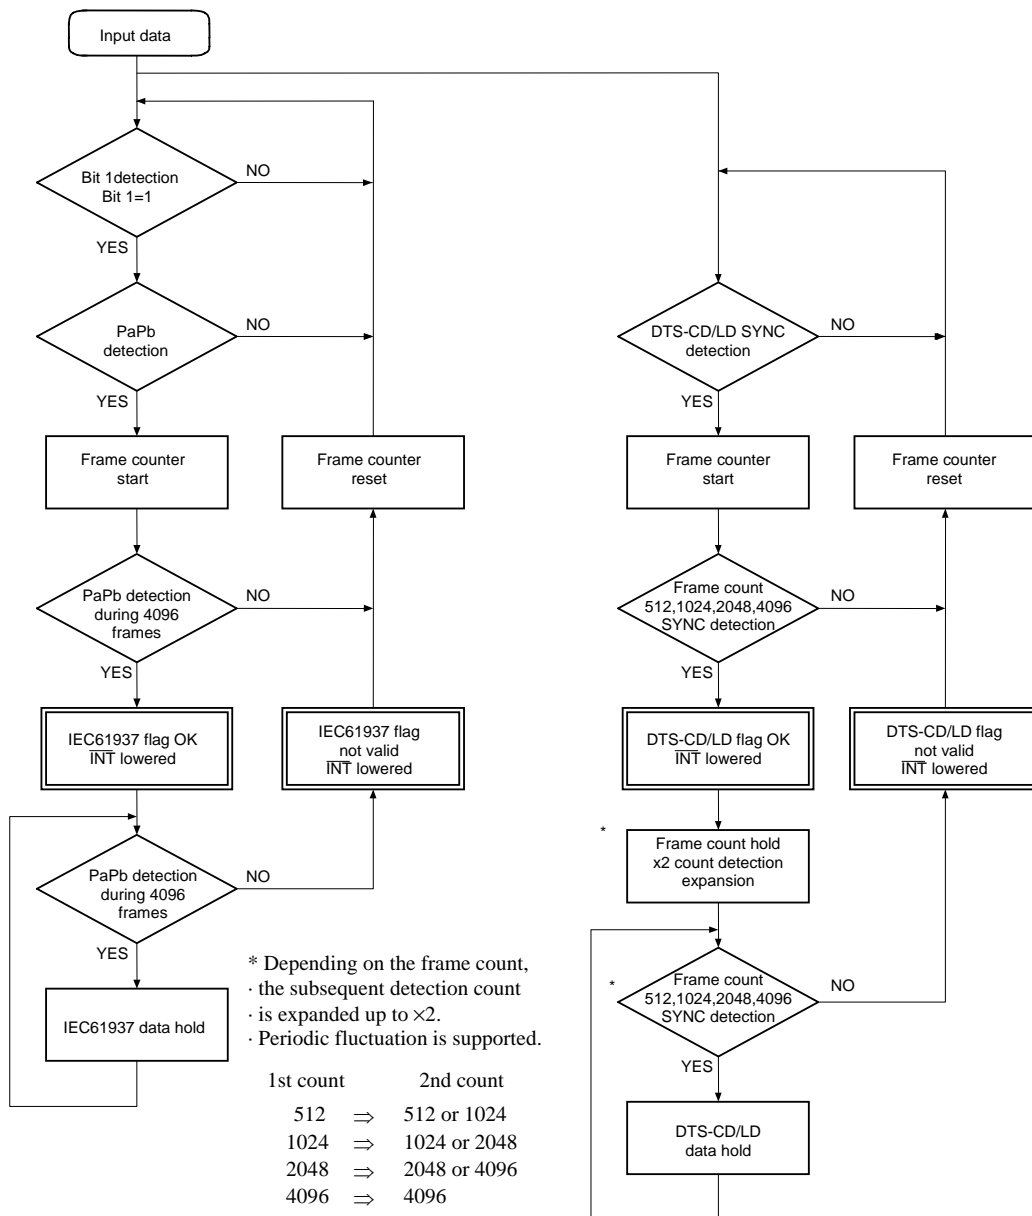 Input data
Bit 1detection
Bit 1=1
NO
YES
PaPb
detection
NO
YES
Frame counter
start
Frame counter
reset
PaPb detection
during 4096
frames
NO
YES
IEC61937 flag OK
INT lowered
IEC61937 flag
not valid
INT lowered
PaPb detection
during 4096
frames
NO
YES
IEC61937 data hold
DTS-CD/LD SYNC
detection
NO
YES
Frame counter
start
Frame counter
reset
Frame count
512,1024,2048,4096
SYNC detection
NO
YES
DTS-CD/LD flag OK
INT lowered
DTS-CD/LD flag
not valid
INT lowered
*
Frame count hold
x2 count detection
expansion
*
Frame count
512,1024,2048,4096
SYNC detection
NO
YES
DTS-CD/LD
data hold
* Depending on the frame count,
· the subsequent detection count
· is expanded up to ×2.
· Periodic fluctuation is supported.
1st count 2nd count
512 ⇒ 512 or 1024
1024 ⇒ 1024 or 2048
2048 ⇒ 2048 or 4096
4096 ⇒ 4096